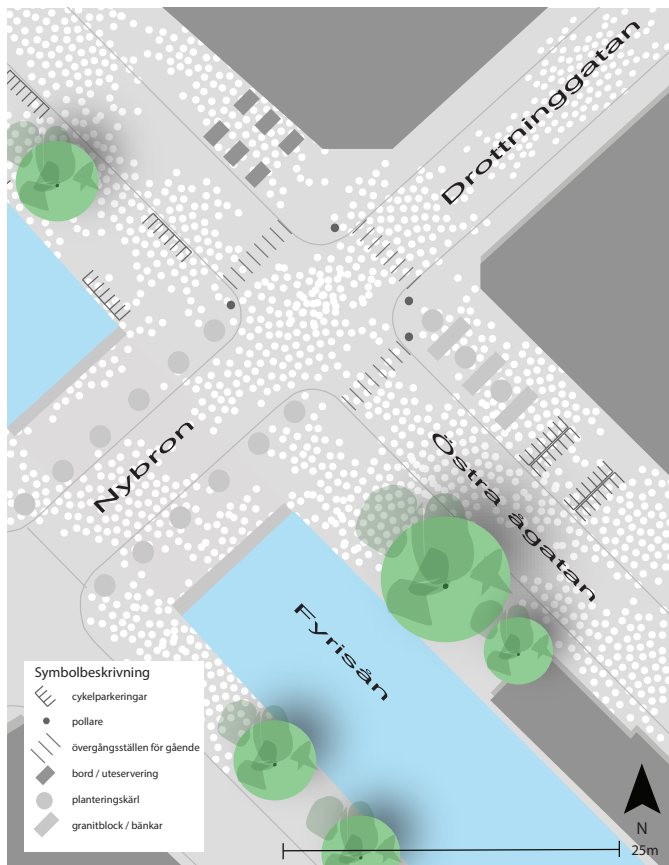 Drottninggatan
Nybron
Östra ågatan
Fyrisån
Symbolbeskrivning
cykelparkeringar
pollare
övergångsställen för gående
bord / uteservering
planteringskärl
granitblock / bänkar
N
25m